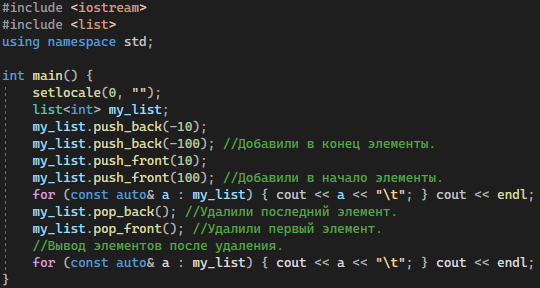 #include <iostream>
#include <list>
using namespace std;
int main() {
setlocale(0, "");
list<int> my_list;
my_list.push_back(-10);
my_list.push_back(-100); //Добавили в конец элементы.
my_list.push_front(10);
my_list.push_front(100); //Добавили в начало элементы.
for (const auto& a : my_list) { cout << a << "\t"; } cout << endl;
my_list.pop_back(); //Удалили последний элемент.
my_list.pop_front(); //Удалили первый элемент.
//Вывод элементов после удаления.
for (const auto& a : my_list) { cout << a << "\t"; } cout << endl;
}